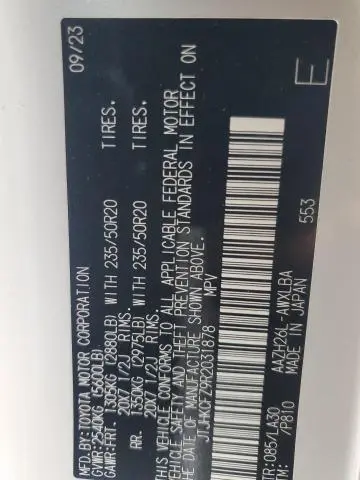 MFD.BY:TOYOTA MOTOR CORPORATION 09/23
GVWR:2540KG(5600LB)
GAWR:FRT. 1305KG(2880LB) WITH 235/50R20 TIRES.
20X7 1/2J RIMS.
RR. 1350KG(2975LB) WITH 235/50R20 TIRES.
20X7 1/2J RIMS.
THIS VEHICLE CONFORMS TO ALL APPLICABLE FEDERAL MOTOR
VEHICLE SAFETY AND THEFT PREVENTION STANDARDS IN EFFECT ON
THE DATE OF MANUFACTURE SHOWN ABOVE.
JTJHKCFZ9R2031878 MPV
E
TR:085/LA30 AAZH26L-AWXLBA
/P810 MADE IN JAPAN 553